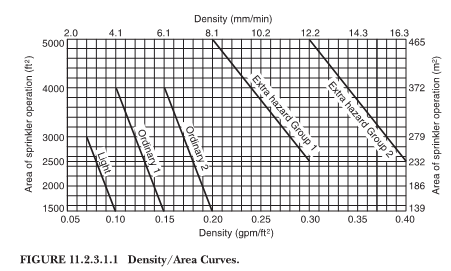 Density (mm/min)
2.0 4.1 6.1 8.1 10.2 12.2 14.3 16.3
5000 465
4000 372
3000 279
2500 232
2000 186
1500 139
Area of sprinkler operation (ft²)
Area of sprinkler operation (m²)
Light
Ordinary 1
Ordinary 2
Extra hazard Group 1
Extra hazard Group 2
0.05 0.10 0.15 0.20 0.25 0.30 0.35 0.40
Density (gpm/ft²)
FIGURE 11.2.3.1.1 Density/Area Curves.